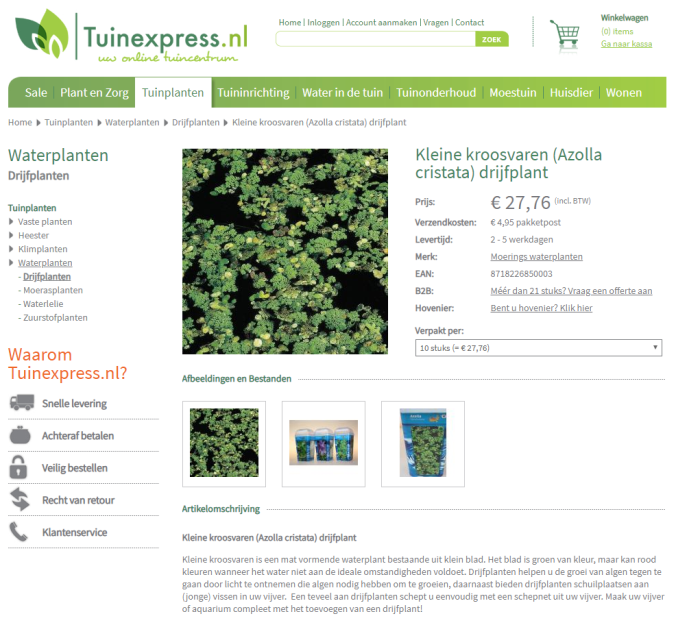 Tuinexpress.nl
uw online tuincentrum
Home | Inloggen | Account aanmaken | Vragen | Contact
ZOEK
Winkelwagen
(0) items
Ga naar kassa
Sale Plant en Zorg Tuinplanten Tuininrichting Water in de tuin Tuinonderhoud Moestuin Huisdier Wonen
Home Tuinplanten Waterplanten Drijfplanten Kleine kroosvaren (Azolla cristata) drijfplant
Waterplanten
Drijfplanten
Tuinplanten
Vaste planten
Heester
Klimplanten
Waterplanten
- Drijfplanten
- Moerasplanten
- Waterlelie
- Zuurstofplanten
Waarom
Tuinexpress.nl?
Snelle levering
Achteraf betalen
Veilig bestellen
Recht van retour
Klantenservice
Kleine kroosvaren (Azolla
cristata) drijfplant
Prijs: € 27,76 (incl. BTW)
Verzendkosten: € 4,95 pakketpost
Levertijd: 2 - 5 werkdagen
Merk: Moerings waterplanten
EAN: 8718226850003
B2B: Méér dan 21 stuks? Vraag een offerte aan
Hovenier: Bent u hovenier? Klik hier
Verpakt per:
10 stuks (= € 27,76)
Afbeeldingen en Bestanden
Artikelomschrijving
Kleine kroosvaren (Azolla cristata) drijfplant
Kleine kroosvaren is een mat vormende waterplant bestaande uit klein blad. Het blad is groen van kleur, maar kan rood
kleuren wanneer het water niet aan de ideale omstandigheden voldoet. Drijfplanten helpen u de groei van algen tegen te
gaan door licht te ontnemen die algen nodig hebben om te groeien, daarnaast bieden drijfplanten schuilplaatsen aan
(jonge) vissen in uw vijver. Een teveel aan drijfplanten schept u eenvoudig met een schepnet uit uw vijver. Maak uw vijver
of aquarium compleet met het toevoegen van een drijfplant!